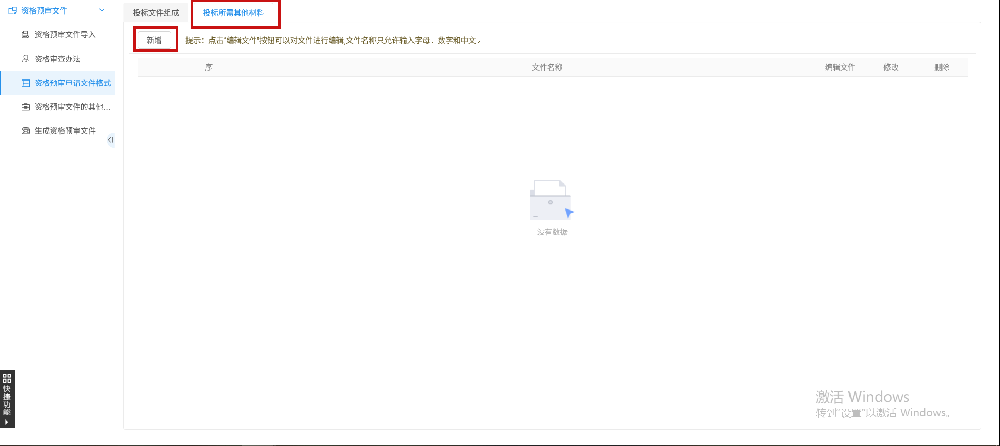 资格预审文件
资格预审文件导入
资格审查办法
资格预审申请文件格式
资格预审文件的其他...
生成资格预审文件
快捷功能
投标文件组成
投标所需其他材料
新增
提示：点击“编辑文件”按钮可以对文件进行编辑,文件名称只允许输入字母、数字和中文。
序 文件名称 编辑文件 修改 删除
没有数据
激活 Windows
转到“设置”以激活 Windows。